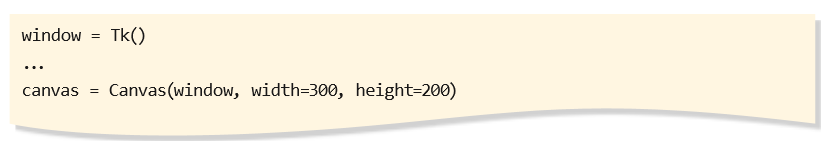 window = Tk()
...
canvas = Canvas(window, width=300, height=200)